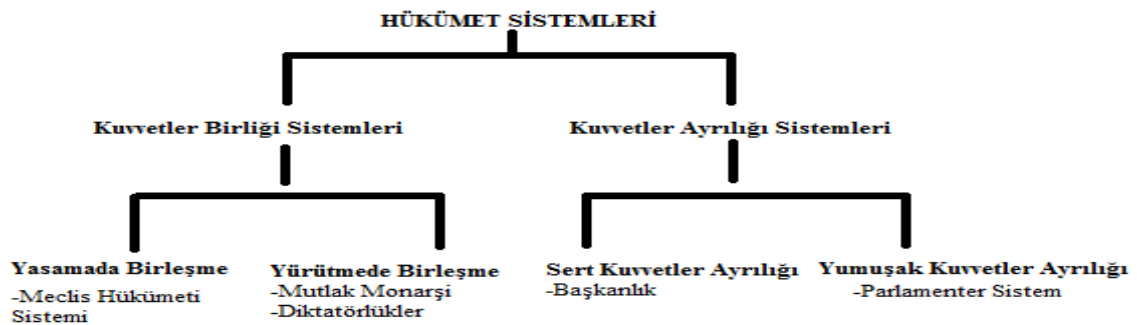 HÜKÜMET SİSTEMLERİ
Kuvvetler Birliği Sistemleri
Kuvvetler Ayrılığı Sistemleri
Yasamada Birleşme
-Meclis Hükümeti
Sistemi
Yürütmede Birleşme
-Mutlak Monarşi
-Diktatörlükler
Sert Kuvvetler Ayrılığı
-Başkanlık
Yumuşak Kuvvetler Ayrılığı
-Parlamenter Sistem